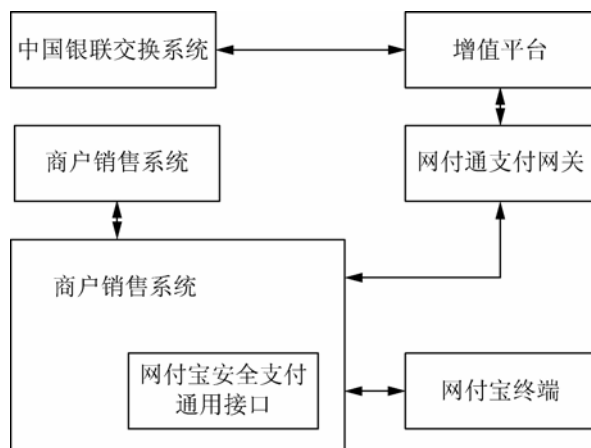 中国银联交换系统
增值平台
商户销售系统
网付通支付网关
商户销售系统
网付宝安全支付
通用接口
网付宝终端